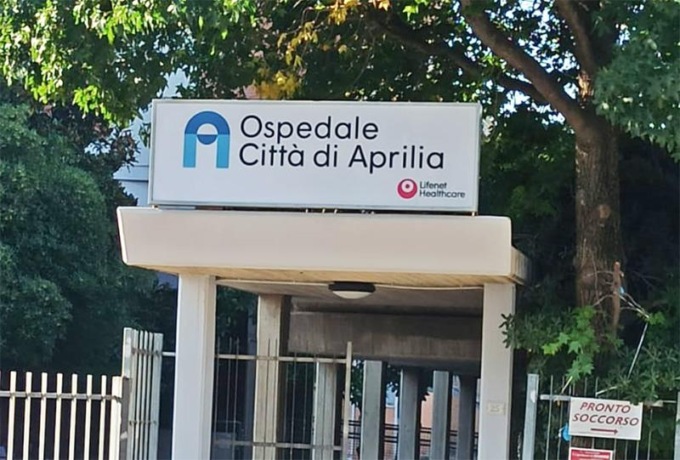 Ospedale
Città di Aprilia
Lifenet
Healthcare
PRONTO
SOCCORSO